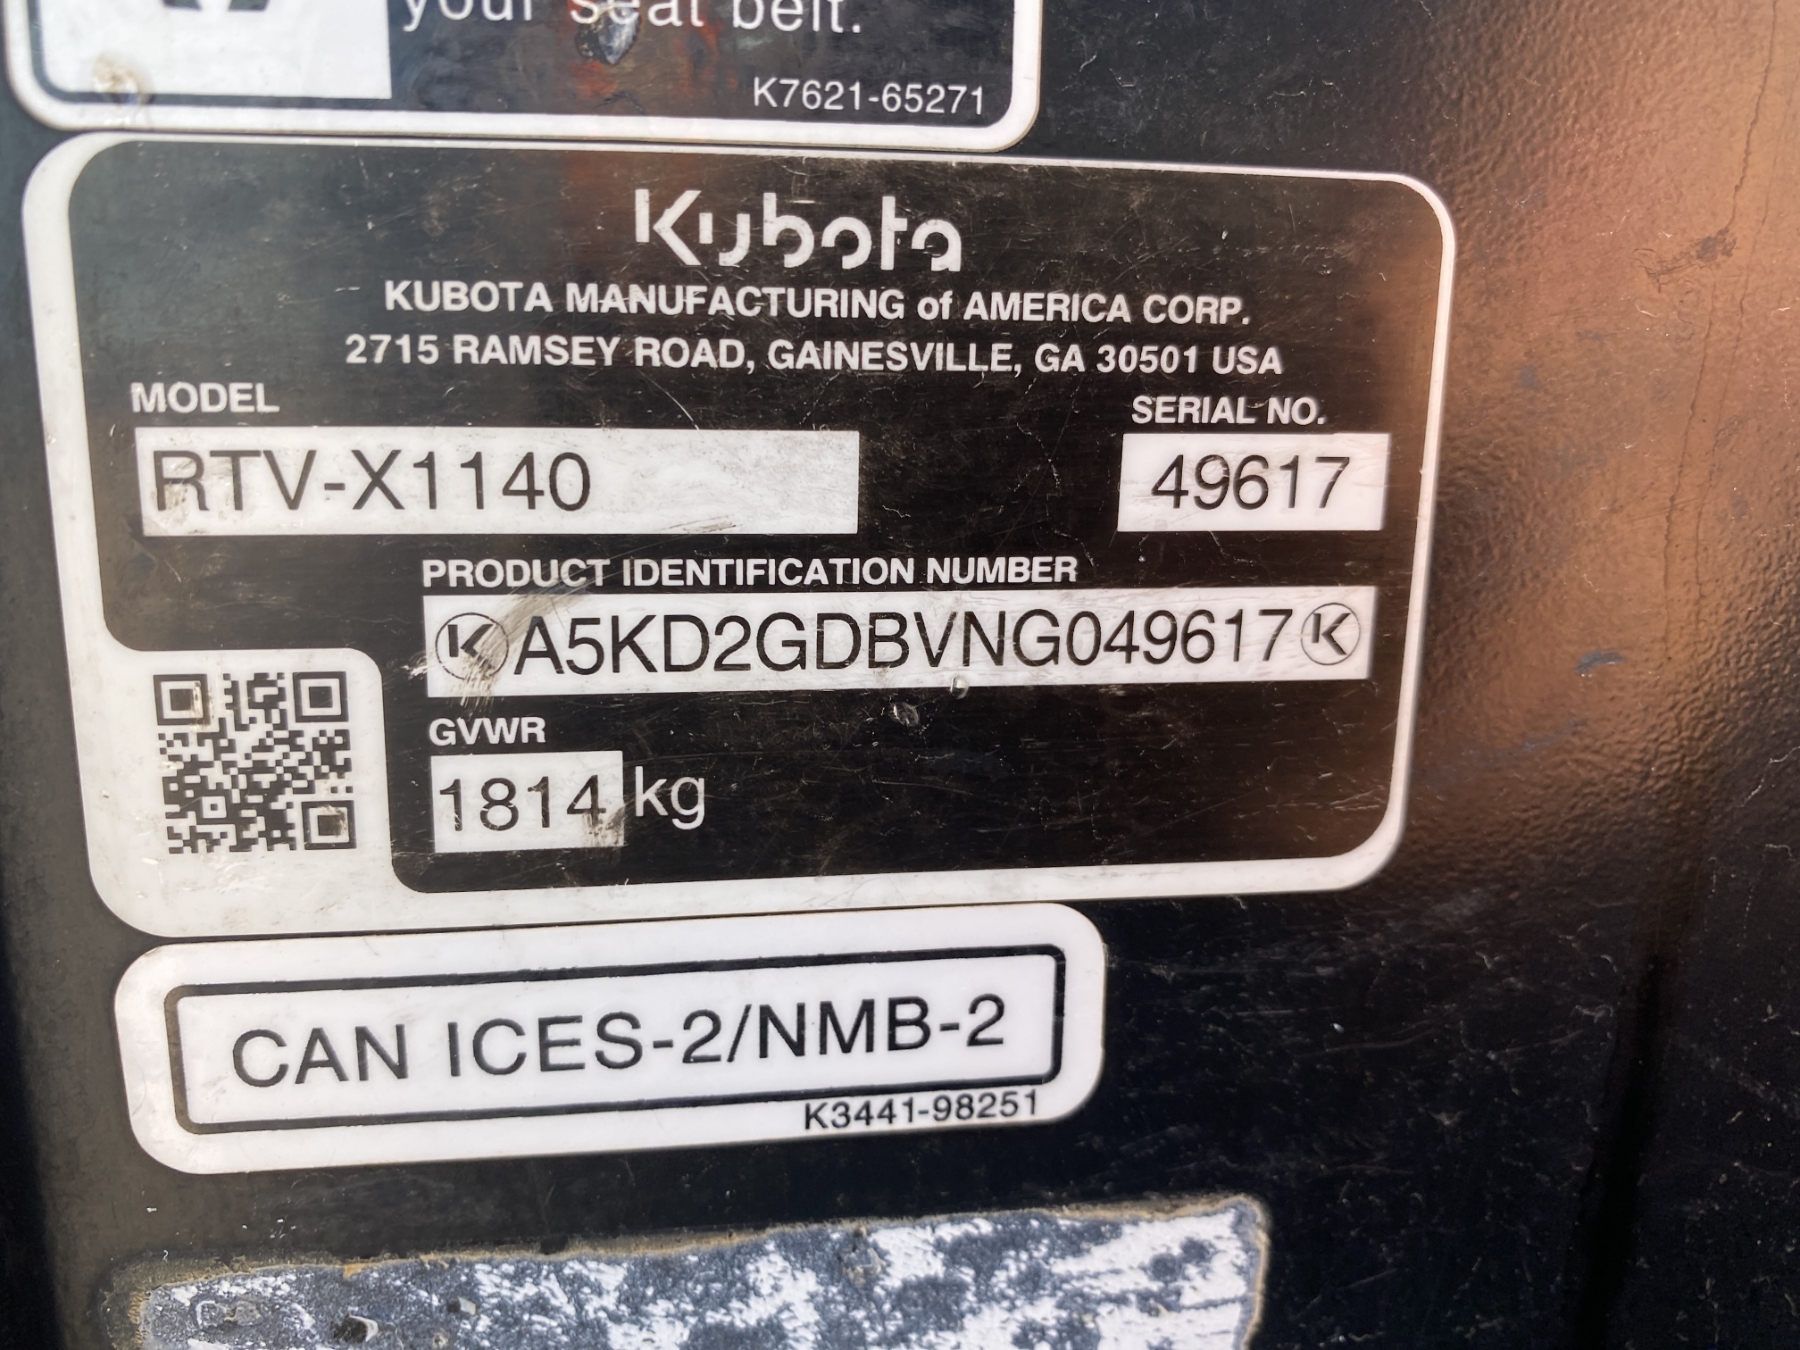 your seat belt.
K7621-65271
Kubota
KUBOTA MANUFACTURING of AMERICA CORP.
2715 RAMSEY ROAD, GAINESVILLE, GA 30501 USA
MODEL
SERIAL NO.
RTV-X1140
49617
PRODUCT IDENTIFICATION NUMBER
K A5KD2GDBVNG049617 K
GVWR
1814 kg
CAN ICES-2/NMB-2
K3441-98251